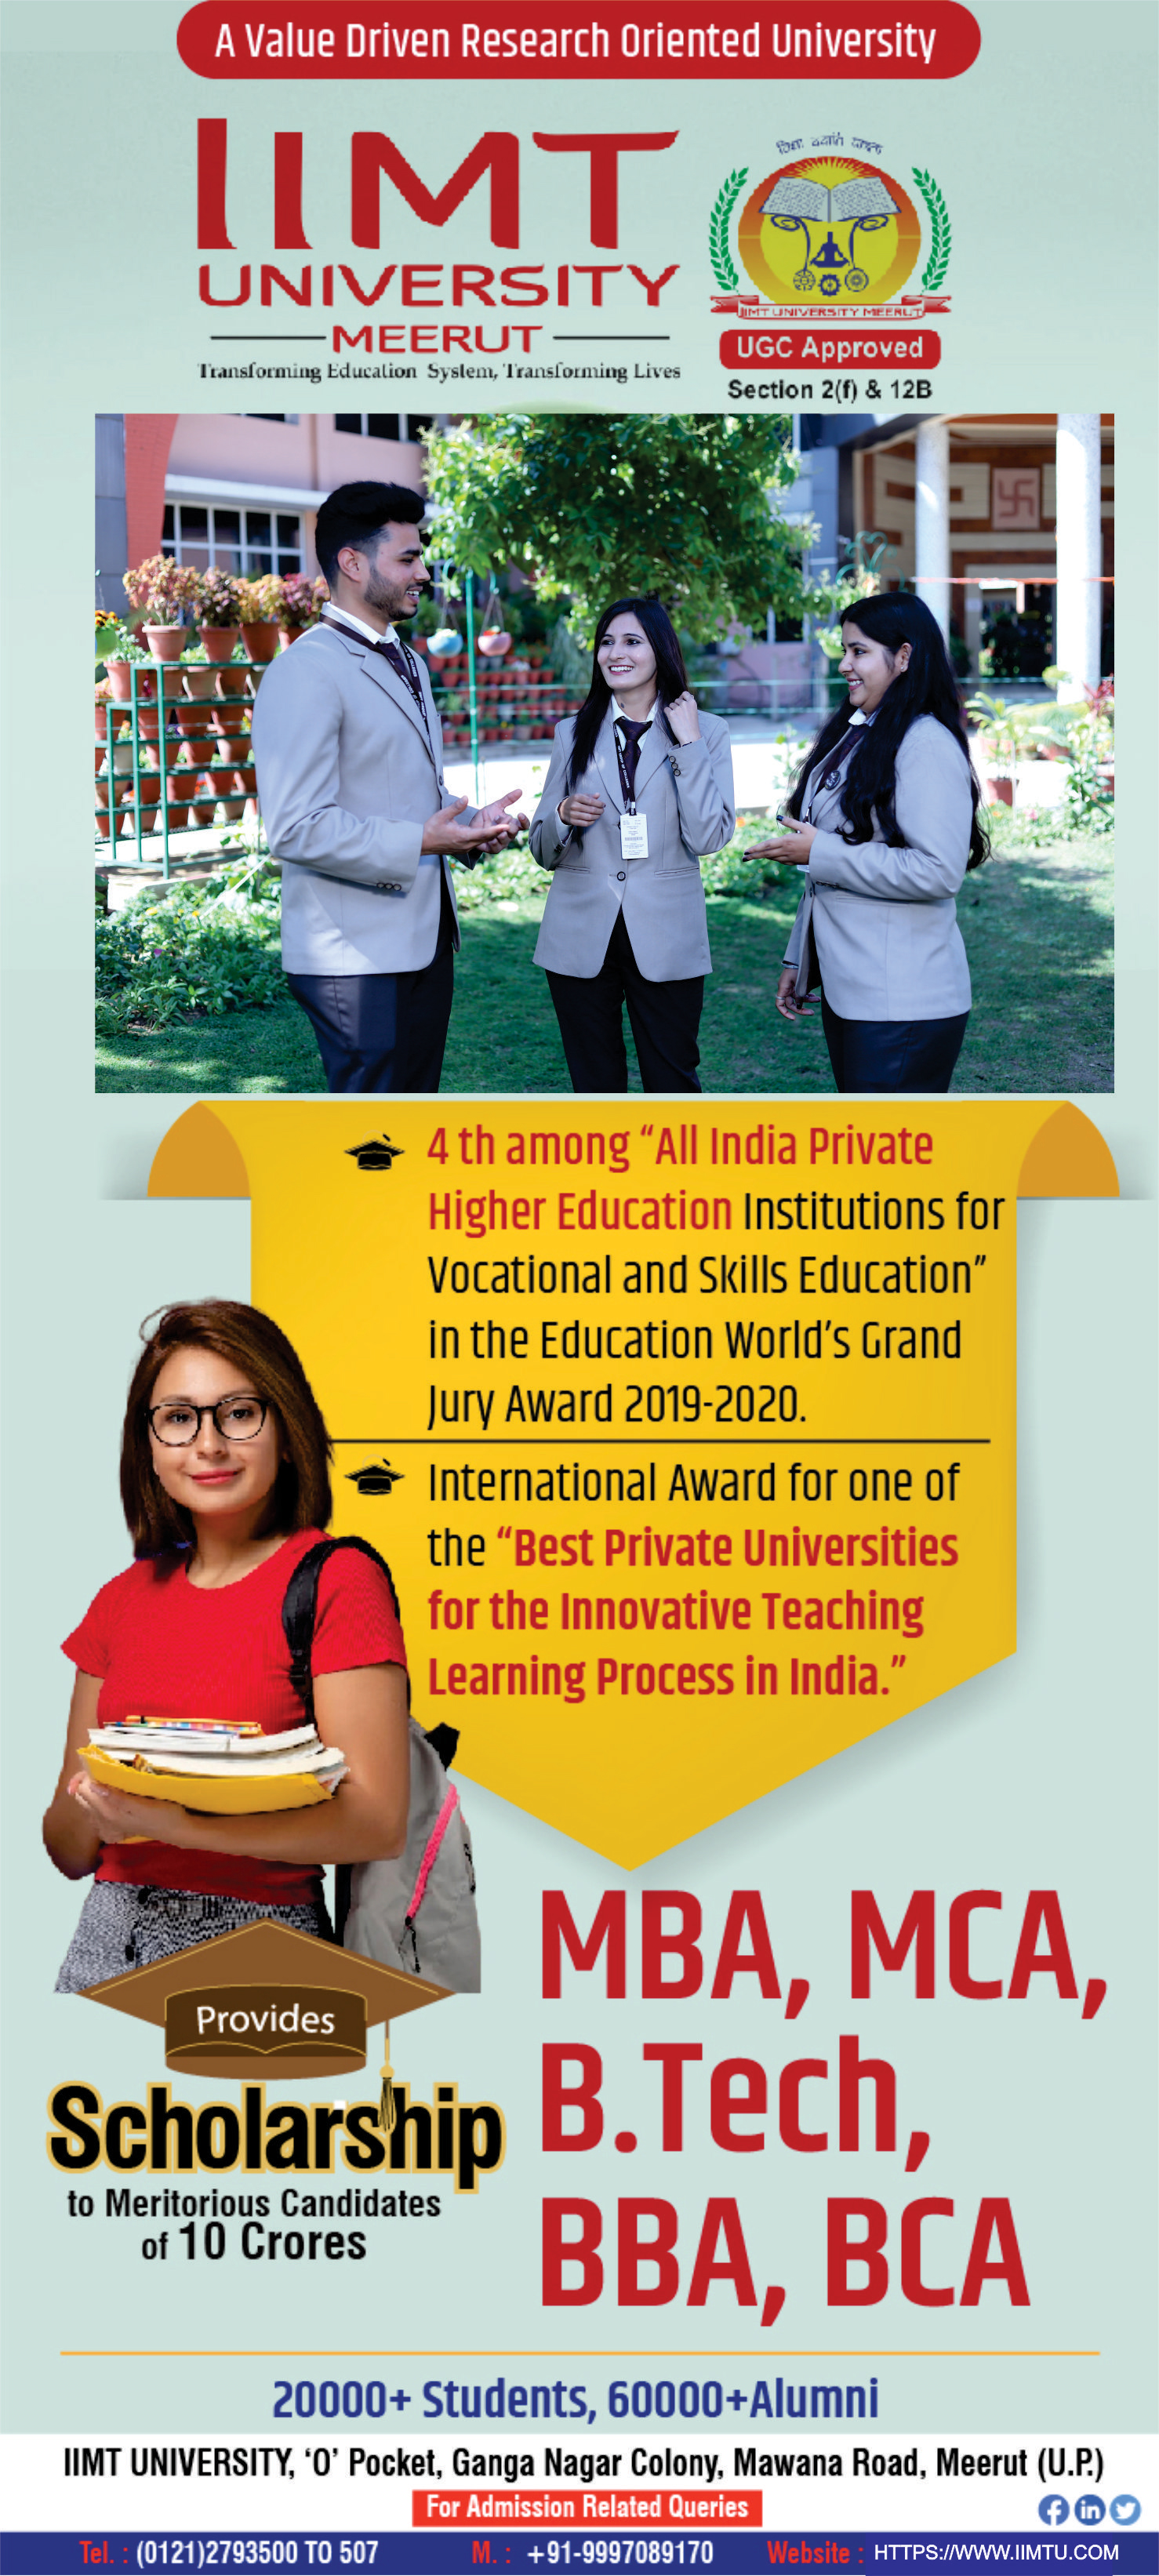 A Value Driven Research Oriented University
IIMT
UNIVERSITY
MEERUT
Transforming Education System, Transforming Lives
IIMT UNIVERSITY MEERUT
UGC Approved
Section 2(f) & 12B
4 th among “All India Private
Higher Education Institutions for
Vocational and Skills Education”
in the Education World’s Grand
Jury Award 2019-2020.
International Award for one of
the “Best Private Universities
for the Innovative Teaching
Learning Process in India.”
Provides
Scholarship
to Meritorious Candidates
of 10 Crores
MBA, MCA,
B.Tech,
BBA, BCA
20000+ Students, 60000+Alumni
IIMT UNIVERSITY, ‘O’ Pocket, Ganga Nagar Colony, Mawana Road, Meerut (U.P.)
For Admission Related Queries
Tel. : (0121)2793500 TO 507 M. : +91-9997089170 Website : HTTPS://WWW.IIMTU.COM